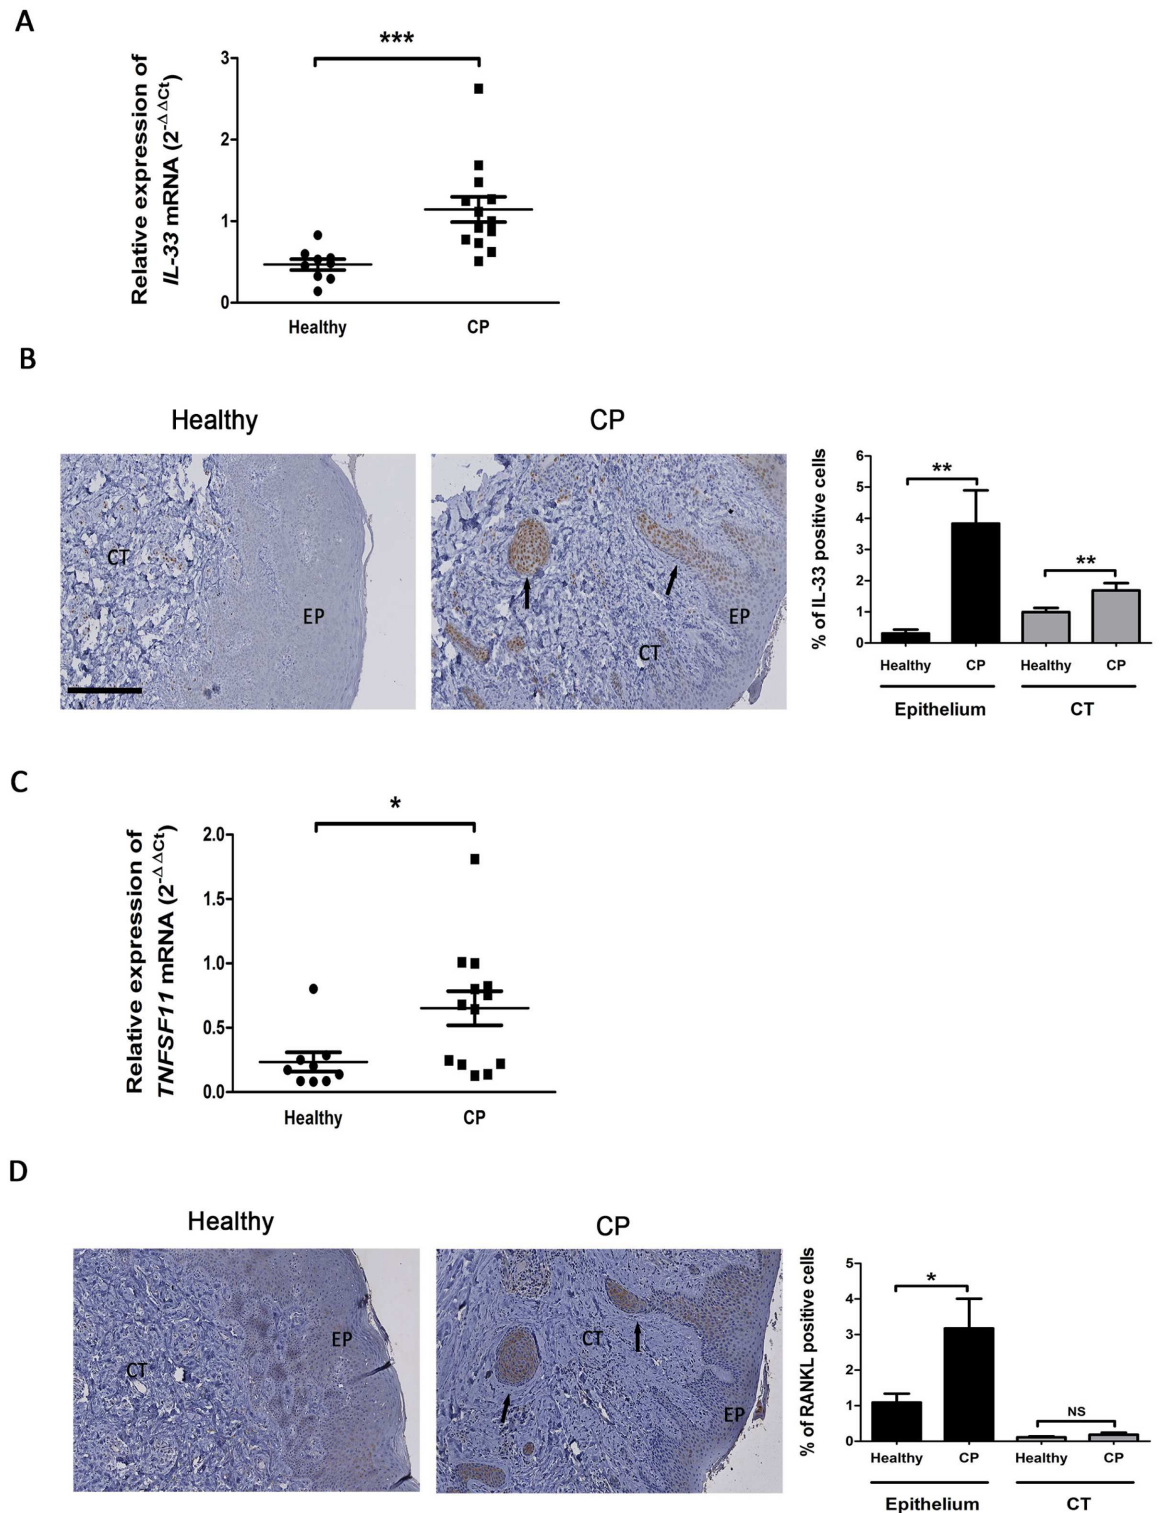 A
Relative expression of
IL-33 mRNA (2-ΔΔCt)
***
3
2
1
0
Healthy
CP
B
Healthy
CP
CT
EP
CT
EP
% of IL-33 positive cells
6
5
4
3
2
1
0
**
**
Healthy
CP
Healthy
CP
Epithelium
CT
C
Relative expression of
TNFSF11 mRNA (2-ΔΔCt)
*
2.0
1.5
1.0
0.5
0.0
Healthy
CP
D
Healthy
CP
CT
EP
CT
EP
% of RANKL positive cells
5
4
3
2
1
0
*
NS
Healthy
CP
Healthy
CP
Epithelium
CT